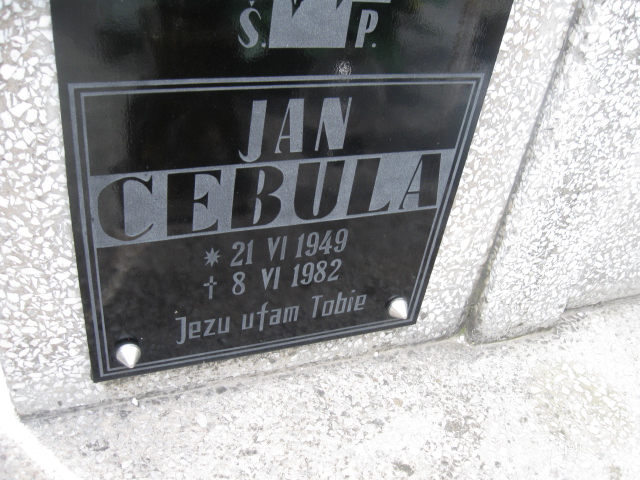 Ś. P.
JAN
CEBULA
* 21 VI 1949
† 8 VI 1982
Jezu ufam Tobie